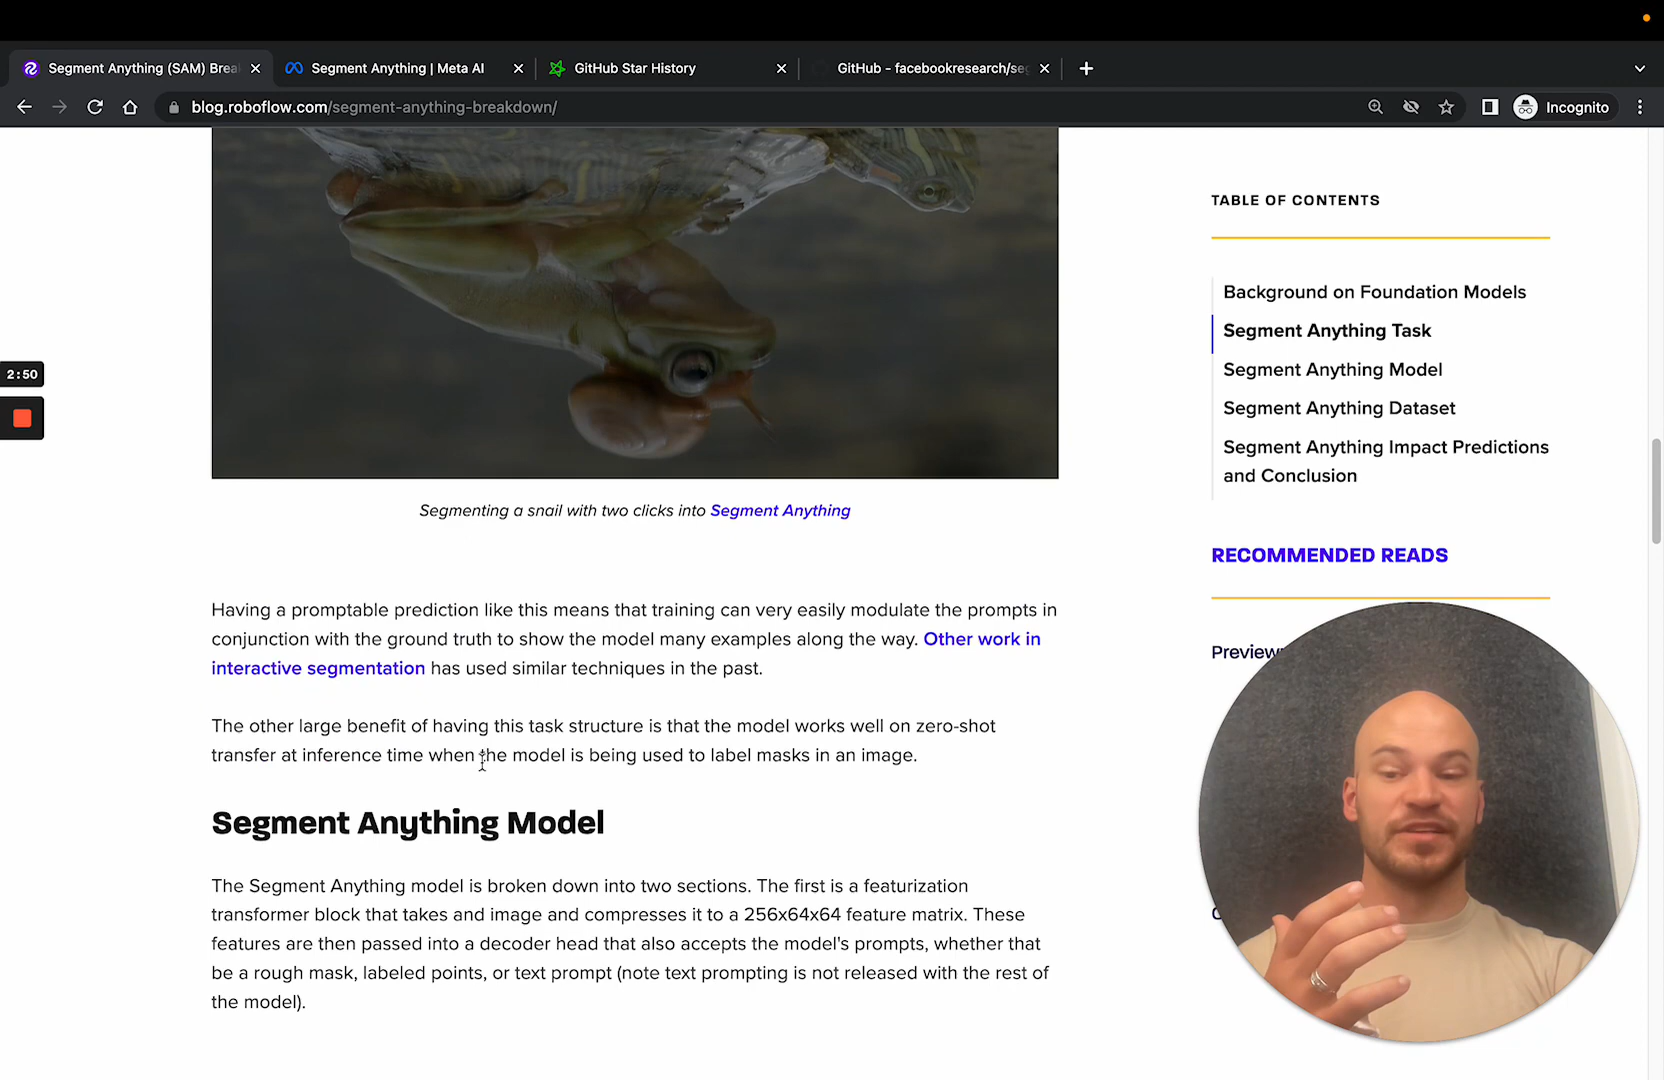 Segment Anything (SAM) Brea
Segment Anything | Meta AI
GitHub Star History
GitHub - facebookresearch/se
blog.roboflow.com/segment-anything-breakdown/
Incognito
2:50
Segmenting a snail with two clicks into Segment Anything
Having a promptable prediction like this means that training can very easily modulate the prompts in
conjunction with the ground truth to show the model many examples along the way. Other work in
interactive segmentation has used similar techniques in the past.
The other large benefit of having this task structure is that the model works well on zero-shot
transfer at inference time when the model is being used to label masks in an image.
Segment Anything Model
The Segment Anything model is broken down into two sections. The first is a featurization
transformer block that takes and image and compresses it to a 256x64x64 feature matrix. These
features are then passed into a decoder head that also accepts the model's prompts, whether that
be a rough mask, labeled points, or text prompt (note text prompting is not released with the rest of
the model).
TABLE OF CONTENTS
Background on Foundation Models
Segment Anything Task
Segment Anything Model
Segment Anything Dataset
Segment Anything Impact Predictions
and Conclusion
RECOMMENDED READS
Preview